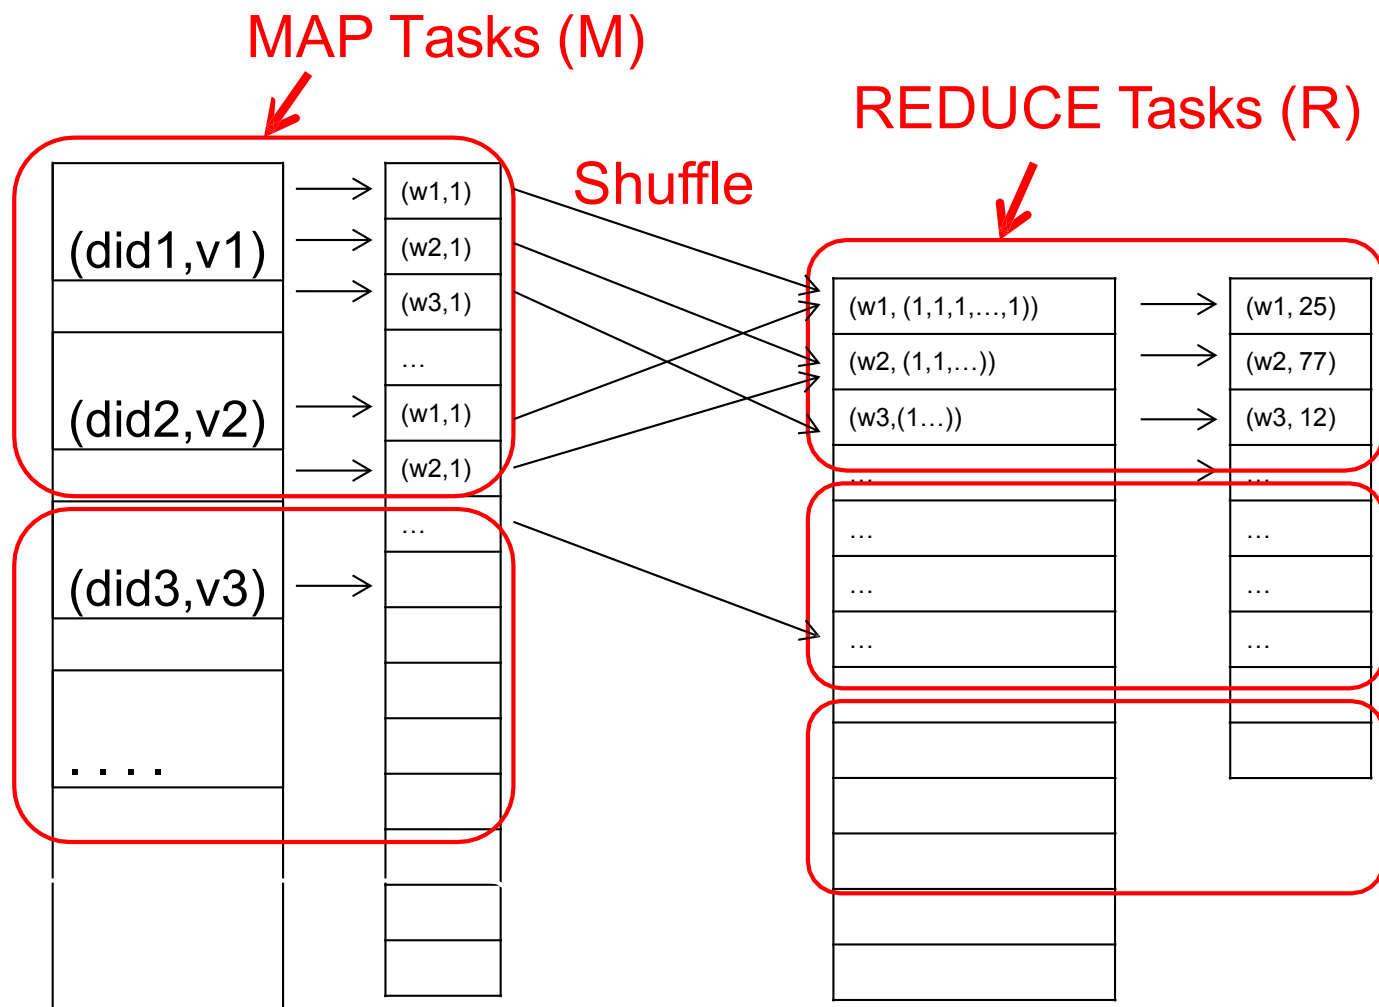 MAP Tasks (M)
REDUCE Tasks (R)
Shuffle
(did1,v1)
(did2,v2)
(did3,v3)
. . . .
(w1,1)
(w2,1)
(w3,1)
…
(w1,1)
(w2,1)
…
(w1, (1,1,1,…,1))
(w2, (1,1,…))
(w3,(1…))
…
…
…
…
(w1, 25)
(w2, 77)
(w3, 12)
…
…
…
…